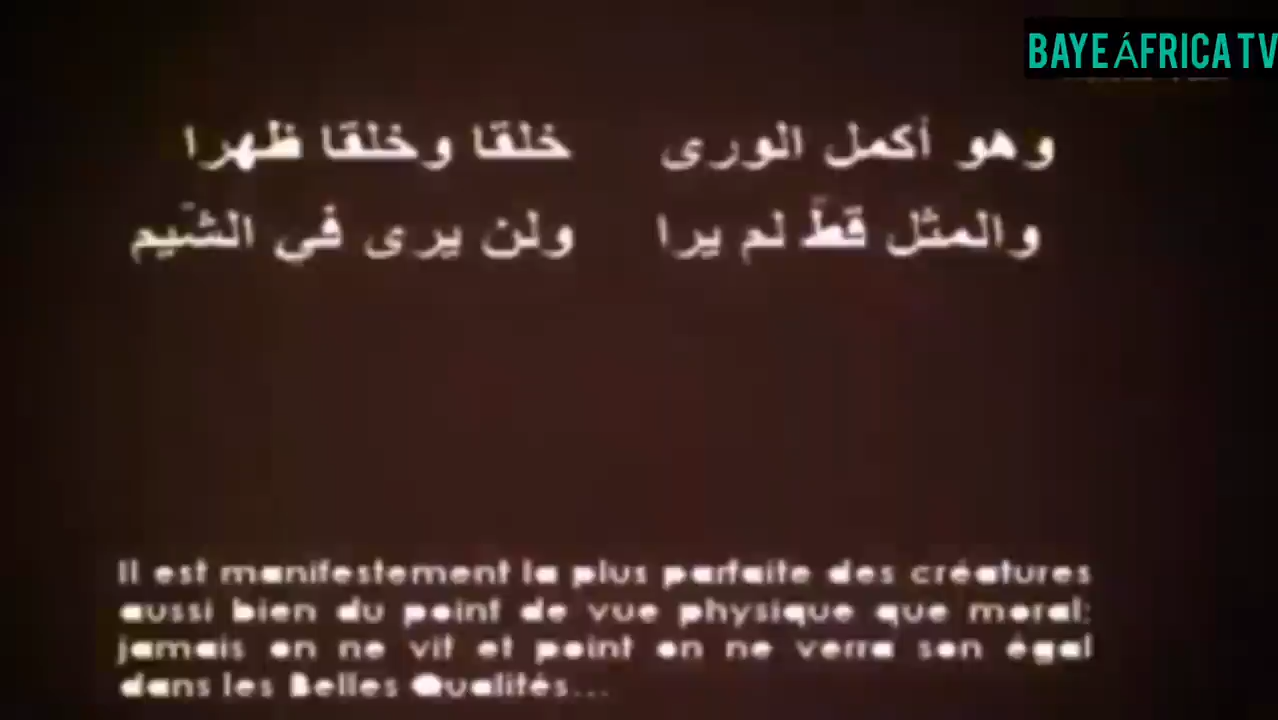 BAYE ÁFRICA TV
وهو أكمل الورى خلقا وخلقا ظهرا
والمثل قطّ لم يرا ولن يرى في الشّيم
Il est manifestement la plus parfaite des créatures
aussi bien du point de vue physique que moral:
jamais on ne vit et point on ne verra son égal
dans les Belles Qualités...